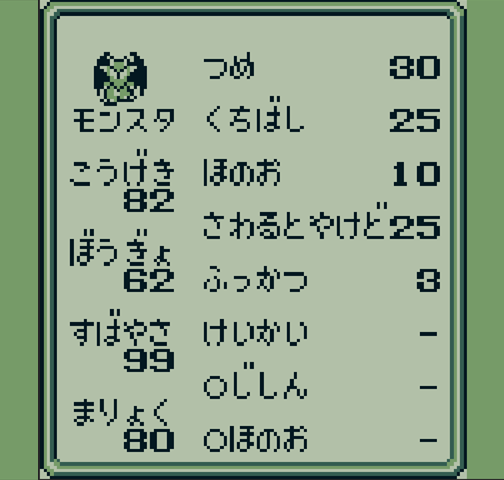 つめ 30
モンスタ くちばし 25
こうげき 82 ほのお 10
さわるとやけど 25
ぼうぎょ 62 ふっかつ 3
すばやさ 99 けいかい -
○じしん -
まりょく 80 ○ほのお -